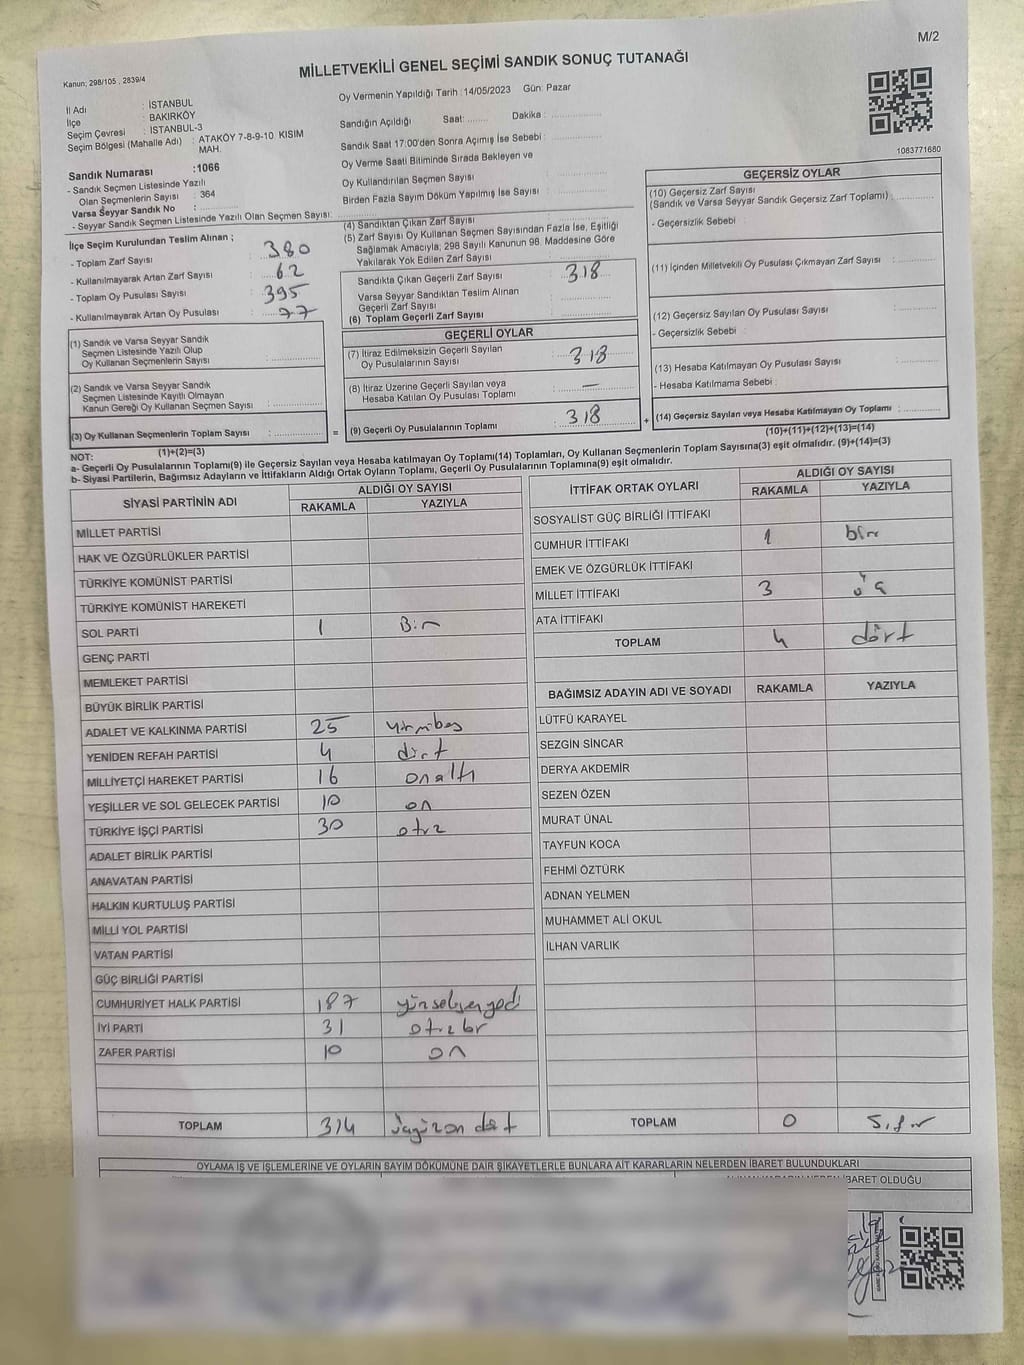 M/2
Kanun; 298/105 , 2839/4
MİLLETVEKİLİ GENEL SEÇİMİ SANDIK SONUÇ TUTANAĞI
İl Adı : İSTANBUL
İlçe : BAKIRKÖY
Seçim Çevresi : İSTANBUL-3
Seçim Bölgesi (Mahalle Adı) : ATAKÖY 7-8-9-10. KISIM MAH.
Sandık Numarası :1066
- Sandık Seçmen Listesinde Yazılı
Olan Seçmenlerin Sayısı : 364
Varsa Seyyar Sandık No :
- Seyyar Sandık Seçmen Listesinde Yazılı Olan Seçmen Sayısı:
Oy Vermenin Yapıldığı Tarih :14/05/2023 Gün: Pazar
Sandığın Açıldığı Saat: Dakika :
Sandık Saat 17:00'den Sonra Açımış İse Sebebi :
Oy Verme Saati Bitiminde Sırada Bekleyen ve
Oy Kullandırılan Seçmen Sayısı :
Birden Fazla Sayım Döküm Yapılmış İse Sayısı :
1083771680
İlçe Seçim Kurulundan Teslim Alınan ;
- Toplam Zarf Sayısı : 380
- Kullanılmayarak Artan Zarf Sayısı : 62
- Toplam Oy Pusulası Sayısı : 395
- Kullanılmayarak Artan Oy Pusulası : 77
(1) Sandık ve Varsa Seyyar Sandık
Seçmen Listesinde Yazılı Olup
Oy Kullanan Seçmenlerin Sayısı :
(2) Sandık ve Varsa Seyyar Sandık
Seçmen Listesinde Kayıtlı Olmayan
Kanun Gereği Oy Kullanan Seçmen Sayısı :
(3) Oy Kullanan Seçmenlerin Toplam Sayısı :
(1)+(2)=(3)
(4) Sandıktan Çıkan Zarf Sayısı :
(5) Zarf Sayısı Oy Kullanan Seçmen Sayısından Fazla İse, Eşitliği
Sağlamak Amacıyla; 298 Sayılı Kanunun 98. Maddesine Göre
Yakılarak Yok Edilen Zarf Sayısı :
Sandıkta Çıkan Geçerli Zarf Sayısı : 318
Varsa Seyyar Sandıktan Teslim Alınan
Geçerli Zarf Sayısı :
(6) Toplam Geçerli Zarf Sayısı :
GEÇERLİ OYLAR
(7) İtiraz Edilmeksizin Geçerli Sayılan
Oy Pusulalarının Sayısı : 318
(8) İtiraz Üzerine Geçerli Sayılan veya
Hesaba Katılan Oy Pusulası Toplamı : —
= (9) Geçerli Oy Pusulalarının Toplamı : 318 +
GEÇERSİZ OYLAR
(10) Geçersiz Zarf Sayısı
(Sandık ve Varsa Seyyar Sandık Geçersiz Zarf Toplamı) :
- Geçersizlik Sebebi :
(11) İçinden Milletvekili Oy Pusulası Çıkmayan Zarf Sayısı :
(12) Geçersiz Sayılan Oy Pusulası Sayısı :
- Geçersizlik Sebebi :
(13) Hesaba Katılmayan Oy Pusulası Sayısı :
- Hesaba Katılmama Sebebi :
(14) Geçersiz Sayılan veya Hesaba Katılmayan Oy Toplamı :
(10)+(11)+(12)+(13)=(14)
NOT:
a- Geçerli Oy Pusulalarının Toplamı(9) ile Geçersiz Sayılan veya Hesaba katılmayan Oy Toplamı(14) Toplamları, Oy Kullanan Seçmenlerin Toplam Sayısına(3) eşit olmalıdır. (9)+(14)=(3)
b- Siyasi Partilerin, Bağımsız Adayların ve İttifakların Aldığı Ortak Oyların Toplamı, Geçerli Oy Pusulalarının Toplamına(9) eşit olmalıdır.
SİYASİ PARTİNİN ADI ALDIĞI OY SAYISI
RAKAMLA YAZIYLA
MİLLET PARTİSİ
HAK VE ÖZGÜRLÜKLER PARTİSİ
TÜRKİYE KOMÜNİST PARTİSİ
TÜRKİYE KOMÜNİST HAREKETİ
SOL PARTİ 1 Bir
GENÇ PARTİ
MEMLEKET PARTİSİ
BÜYÜK BİRLİK PARTİSİ
ADALET VE KALKINMA PARTİSİ 25 yirmibeş
YENİDEN REFAH PARTİSİ 4 dört
MİLLİYETÇİ HAREKET PARTİSİ 16 onaltı
YEŞİLLER VE SOL GELECEK PARTİSİ 10 on
TÜRKİYE İŞÇİ PARTİSİ 30 otuz
ADALET BİRLİK PARTİSİ
ANAVATAN PARTİSİ
HALKIN KURTULUŞ PARTİSİ
MİLLİ YOL PARTİSİ
VATAN PARTİSİ
GÜÇ BİRLİĞİ PARTİSİ
CUMHURİYET HALK PARTİSİ 187 yüzseksenyedi
İYİ PARTİ 31 otuzbir
ZAFER PARTİSİ 10 on
TOPLAM 314 üçyüzon dört
İTTİFAK ORTAK OYLARI ALDIĞI OY SAYISI
RAKAMLA YAZIYLA
SOSYALİST GÜÇ BİRLİĞİ İTTİFAKI
CUMHUR İTTİFAKI 1 bir
EMEK VE ÖZGÜRLÜK İTTİFAKI
MİLLET İTTİFAKI 3 üç
ATA İTTİFAKI
TOPLAM 4 dört
BAĞIMSIZ ADAYIN ADI VE SOYADI RAKAMLA YAZIYLA
LÜTFÜ KARAYEL
SEZGİN SİNCAR
DERYA AKDEMİR
SEZEN ÖZEN
MURAT ÜNAL
TAYFUN KOCA
FEHMİ ÖZTÜRK
ADNAN YELMEN
MUHAMMET ALİ OKUL
İLHAN VARLIK
TOPLAM 0 Sıfır
OYLAMA İŞ VE İŞLEMLERİNE VE OYLARIN SAYIM DÖKÜMÜNE DAİR ŞİKAYETLERLE BUNLARA AİT KARARLARIN NELERDEN İBARET BULUNDUKLARI
İBARET OLDUĞU